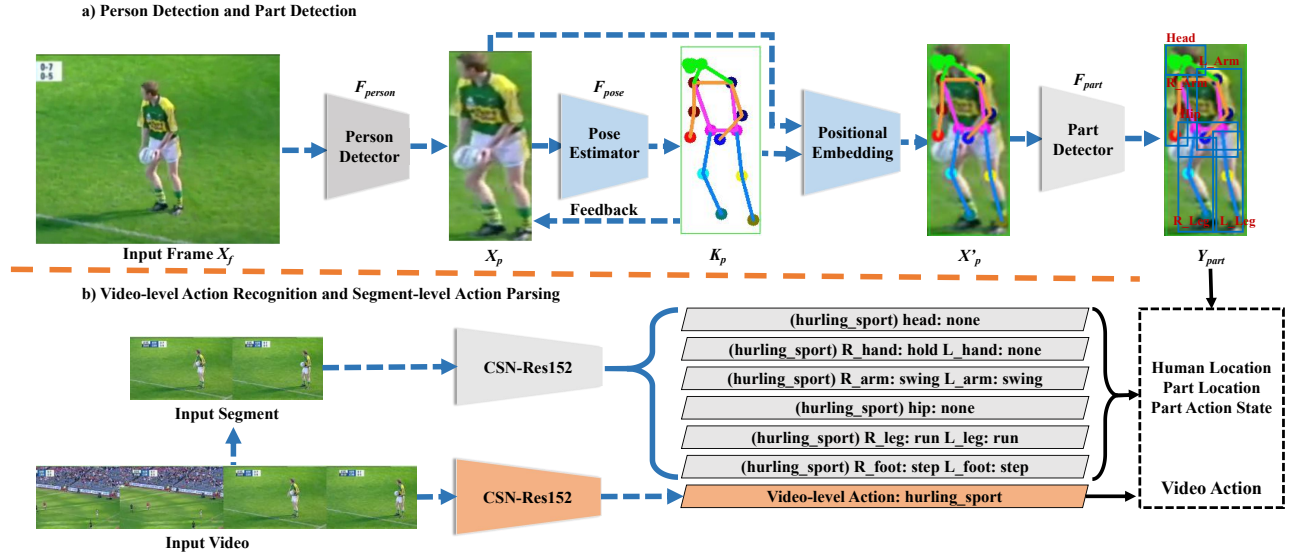 a) Person Detection and Part Detection
0-7
0-5
F_person
Person
Detector
F_pose
Pose
Estimator
Feedback
Positional
Embedding
F_part
Part
Detector
Head
L_Arm
R_Arm
Hip
R_Leg
L_Leg
Input Frame X_f
X_p
K_p
X'_p
Y_part
b) Video-level Action Recognition and Segment-level Action Parsing
Input Segment
CSN-Res152
(hurling_sport) head: none
(hurling_sport) R_hand: hold L_hand: none
(hurling_sport) R_arm: swing L_arm: swing
(hurling_sport) hip: none
(hurling_sport) R_leg: run L_leg: run
(hurling_sport) R_foot: step L_foot: step
Human Location
Part Location
Part Action State
Input Video
CSN-Res152
Video-level Action: hurling_sport
Video Action